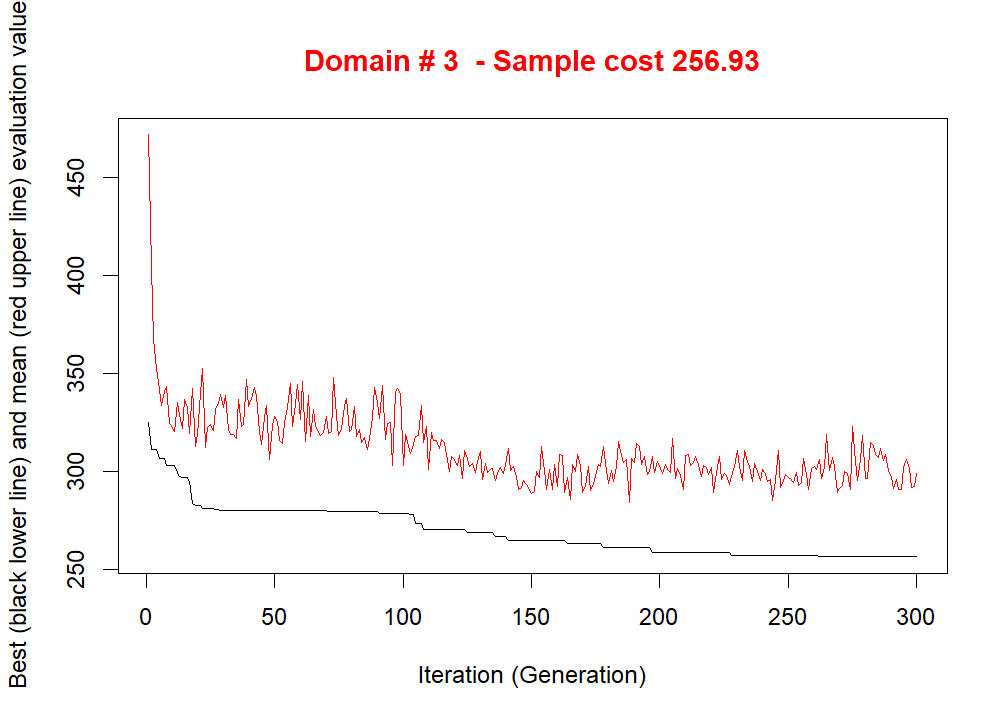 Domain # 3  - Sample cost 256.93
Best (black lower line) and mean (red upper line) evaluation value
450
400
350
300
250
0 50 100 150 200 250 300
Iteration (Generation)